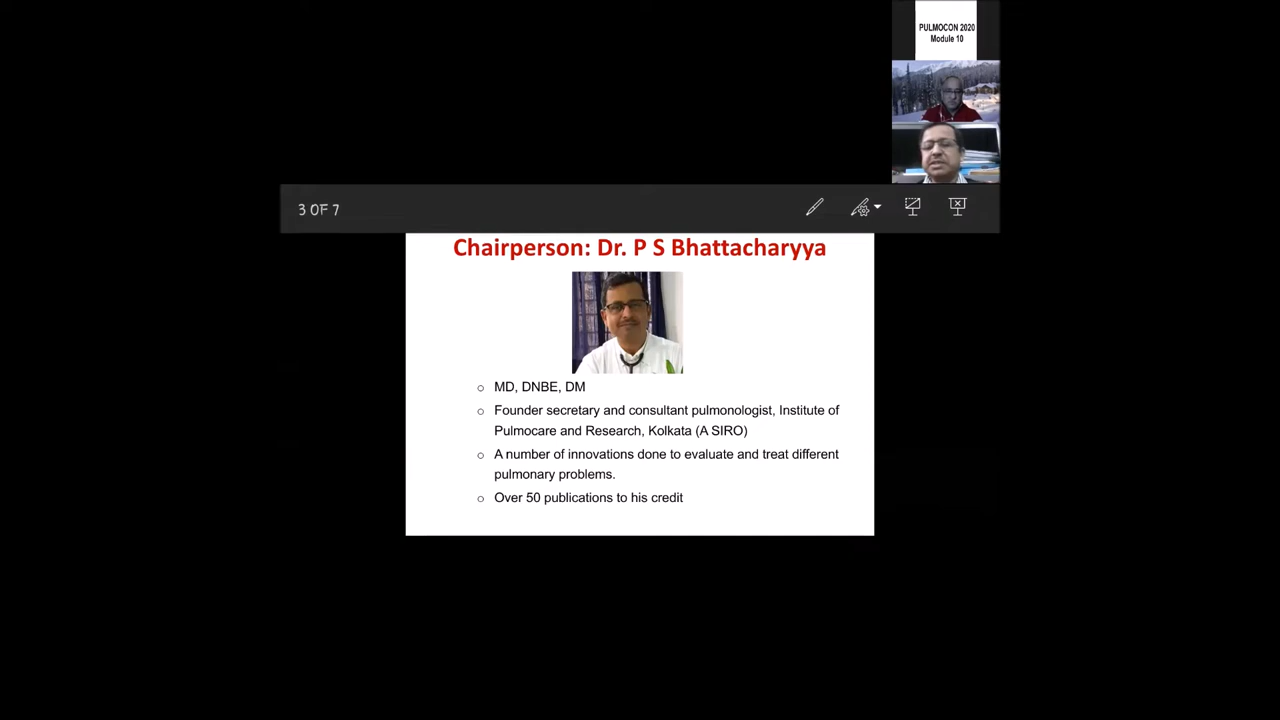 PULMOCON 2020
Module 10
3 OF 7
Chairperson: Dr. P S Bhattacharyya
MD, DNBE, DM
Founder secretary and consultant pulmonologist, Institute of
Pulmocare and Research, Kolkata (A SIRO)
A number of innovations done to evaluate and treat different
pulmonary problems.
Over 50 publications to his credit